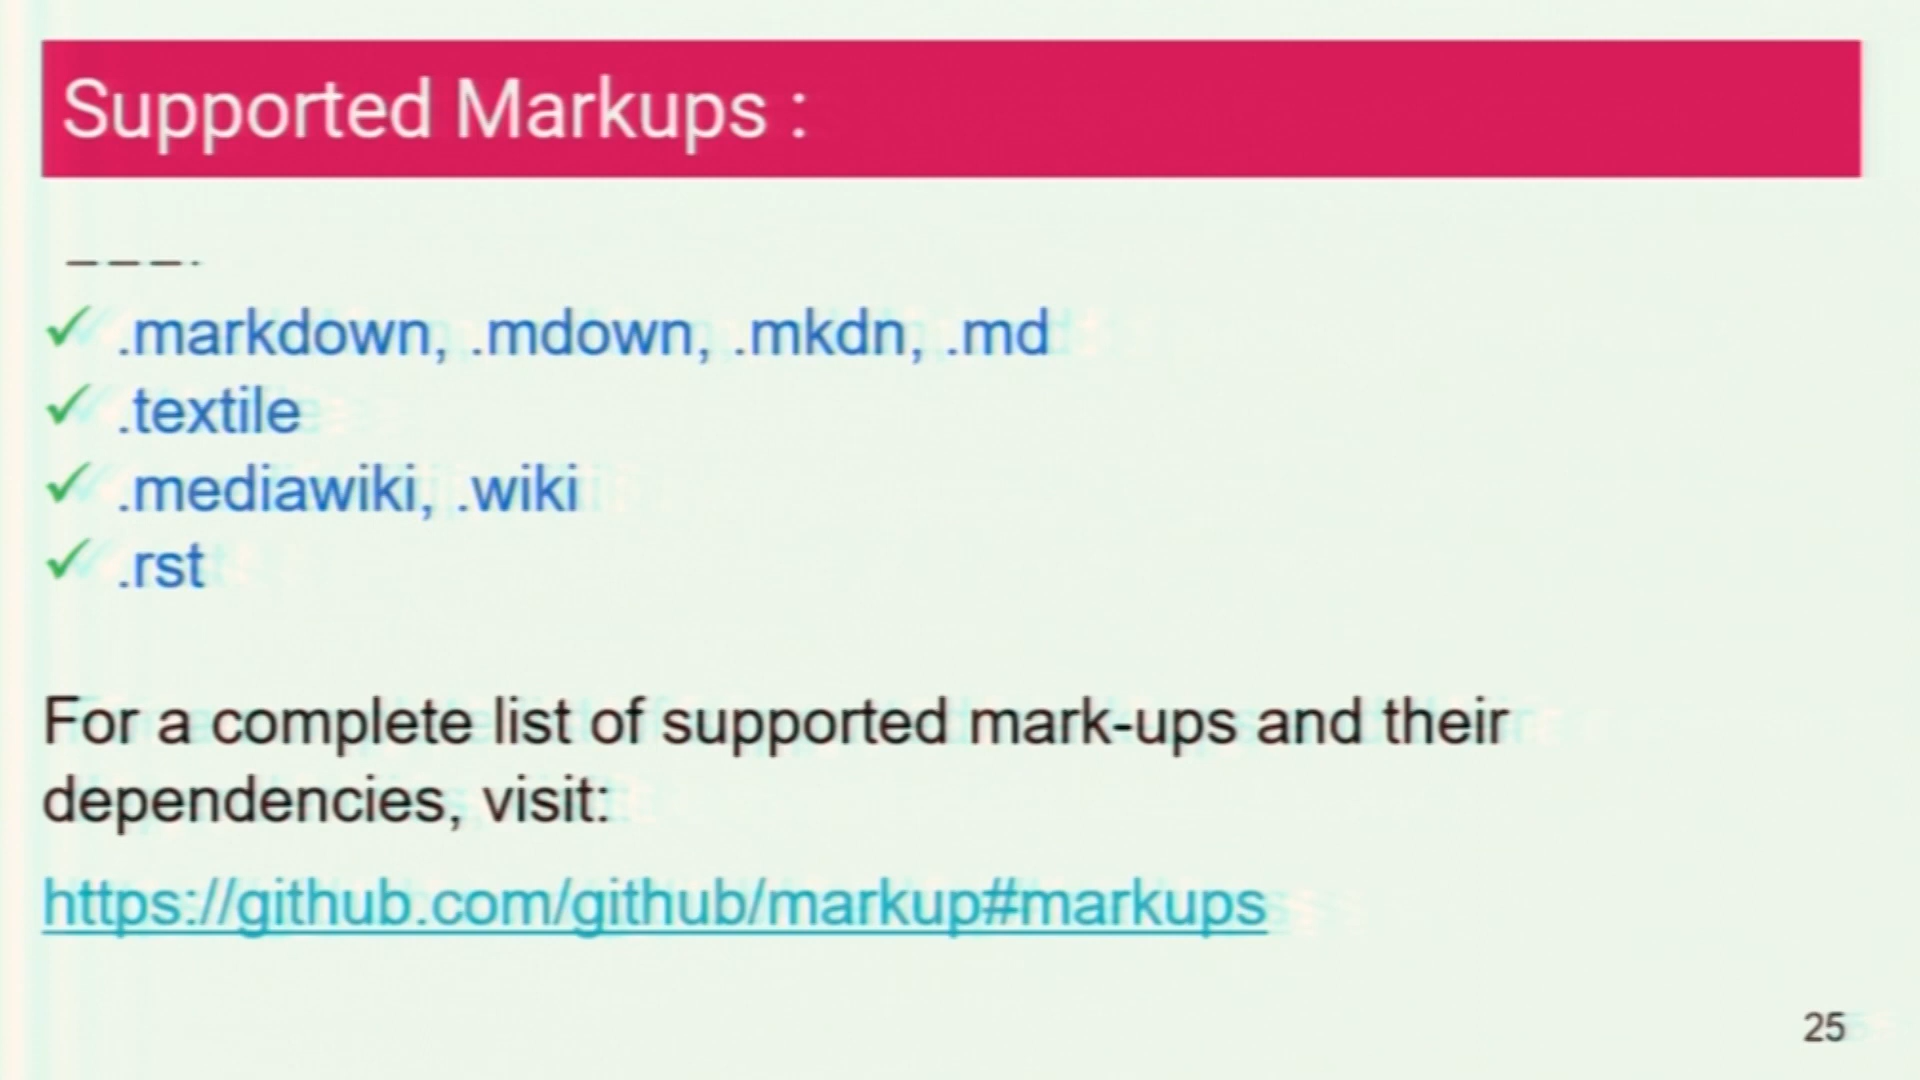 Supported Markups :
.markdown, .mdown, .mkdn, .md
.textile
.mediawiki, .wiki
.rst
For a complete list of supported mark-ups and their
dependencies, visit:
https://github.com/github/markup#markups
25